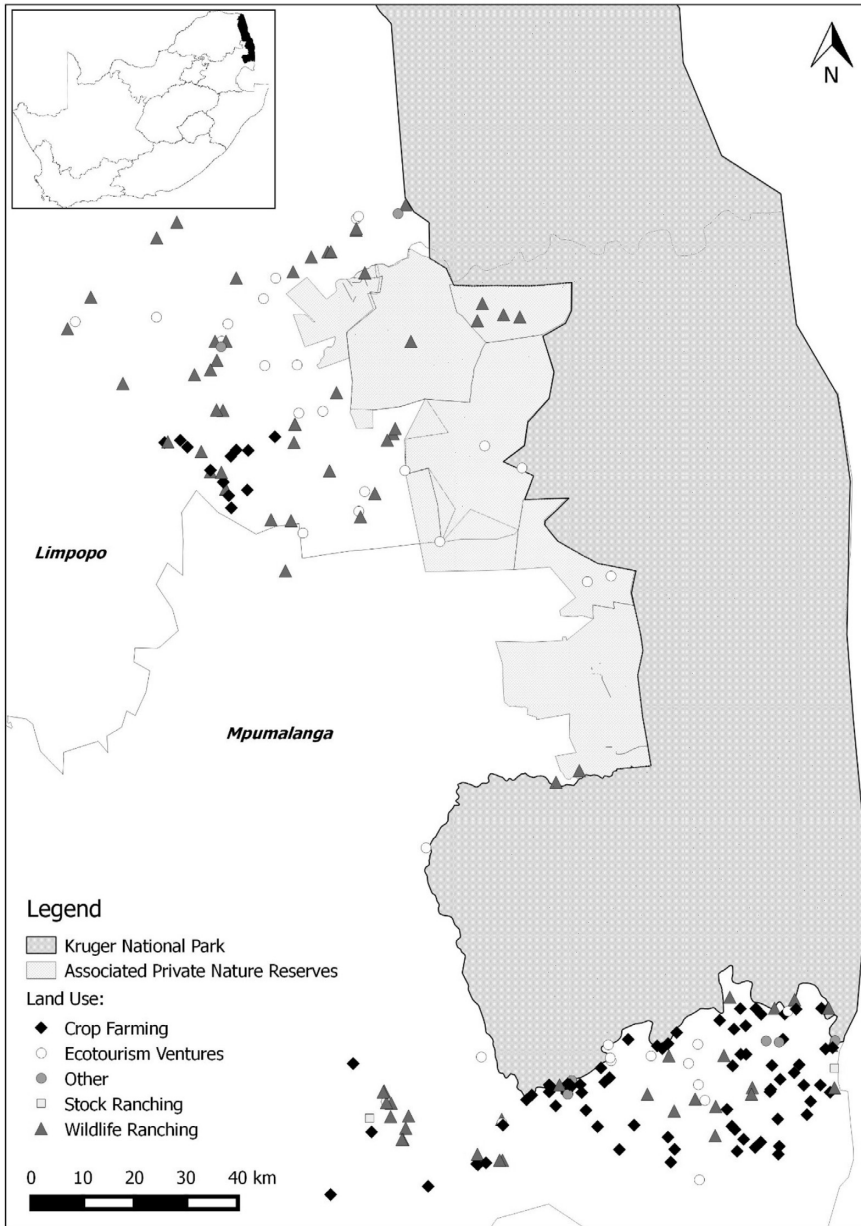 N
Limpopo
Mpumalanga
Legend
Kruger National Park
Associated Private Nature Reserves
Land Use:
Crop Farming
Ecotourism Ventures
Other
Stock Ranching
Wildlife Ranching
0 10 20 30 40 km